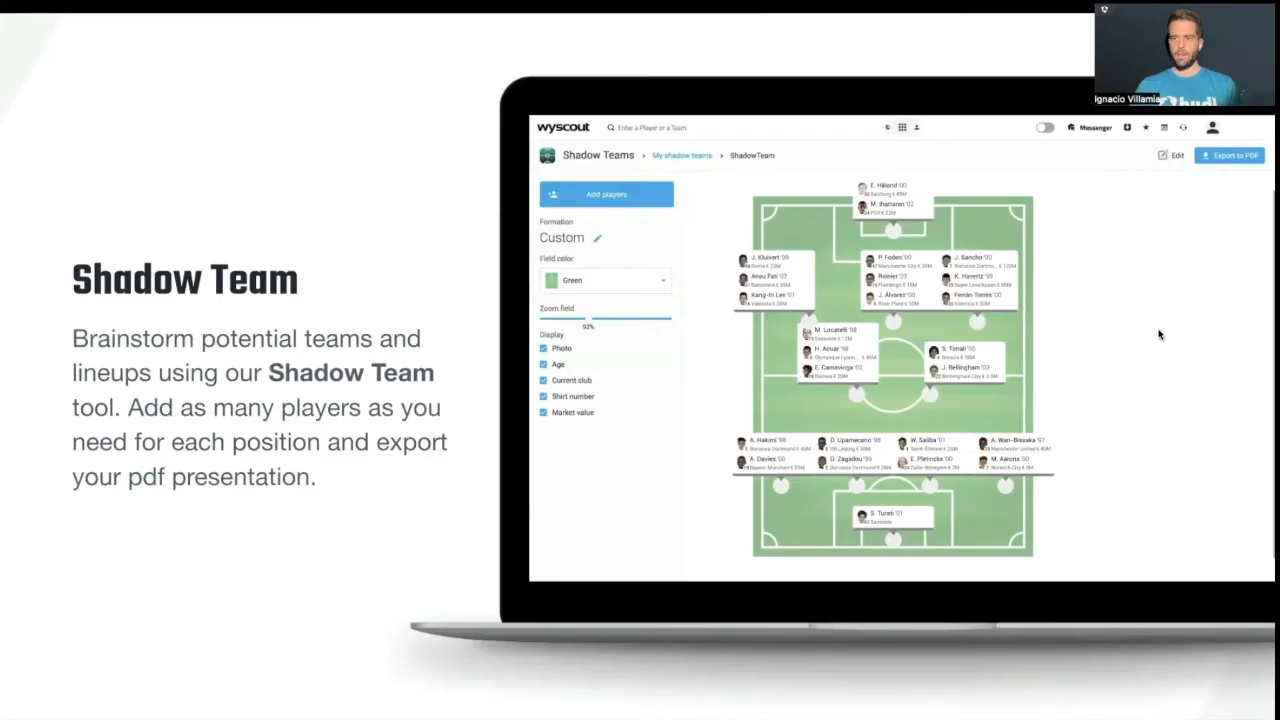 Ignacio Villamia
wyscout
Enter a Player or a Team
Messenger
Shadow Teams > My shadow teams > ShadowTeam
Edit
Export to PDF
Add players
Formation
Custom
Field color
Green
Zoom field
92%
Display
Photo
Age
Current club
Shirt number
Market value
Shadow Team
Brainstorm potential teams and
lineups using our Shadow Team
tool. Add as many players as you
need for each position and export
your pdf presentation.
E. Håland '00
M. Ihattaren '02
J. Kluivert '99
Ansu Fati '02
Kang-In Lee '01
P. Foden '00
Reinier '02
J. Álvarez '00
J. Sancho '00
K. Havertz '99
Ferrán Torres '00
M. Locatelli '98
H. Aouar '98
E. Camavinga '02
S. Tonali '00
J. Bellingham '03
A. Hakimi '98
A. Davies '00
D. Upamecano '98
D. Zagadou '99
W. Saliba '01
E. Pletinckx '00
A. Wan-Bissaka '97
M. Aarons '00
S. Turati '01